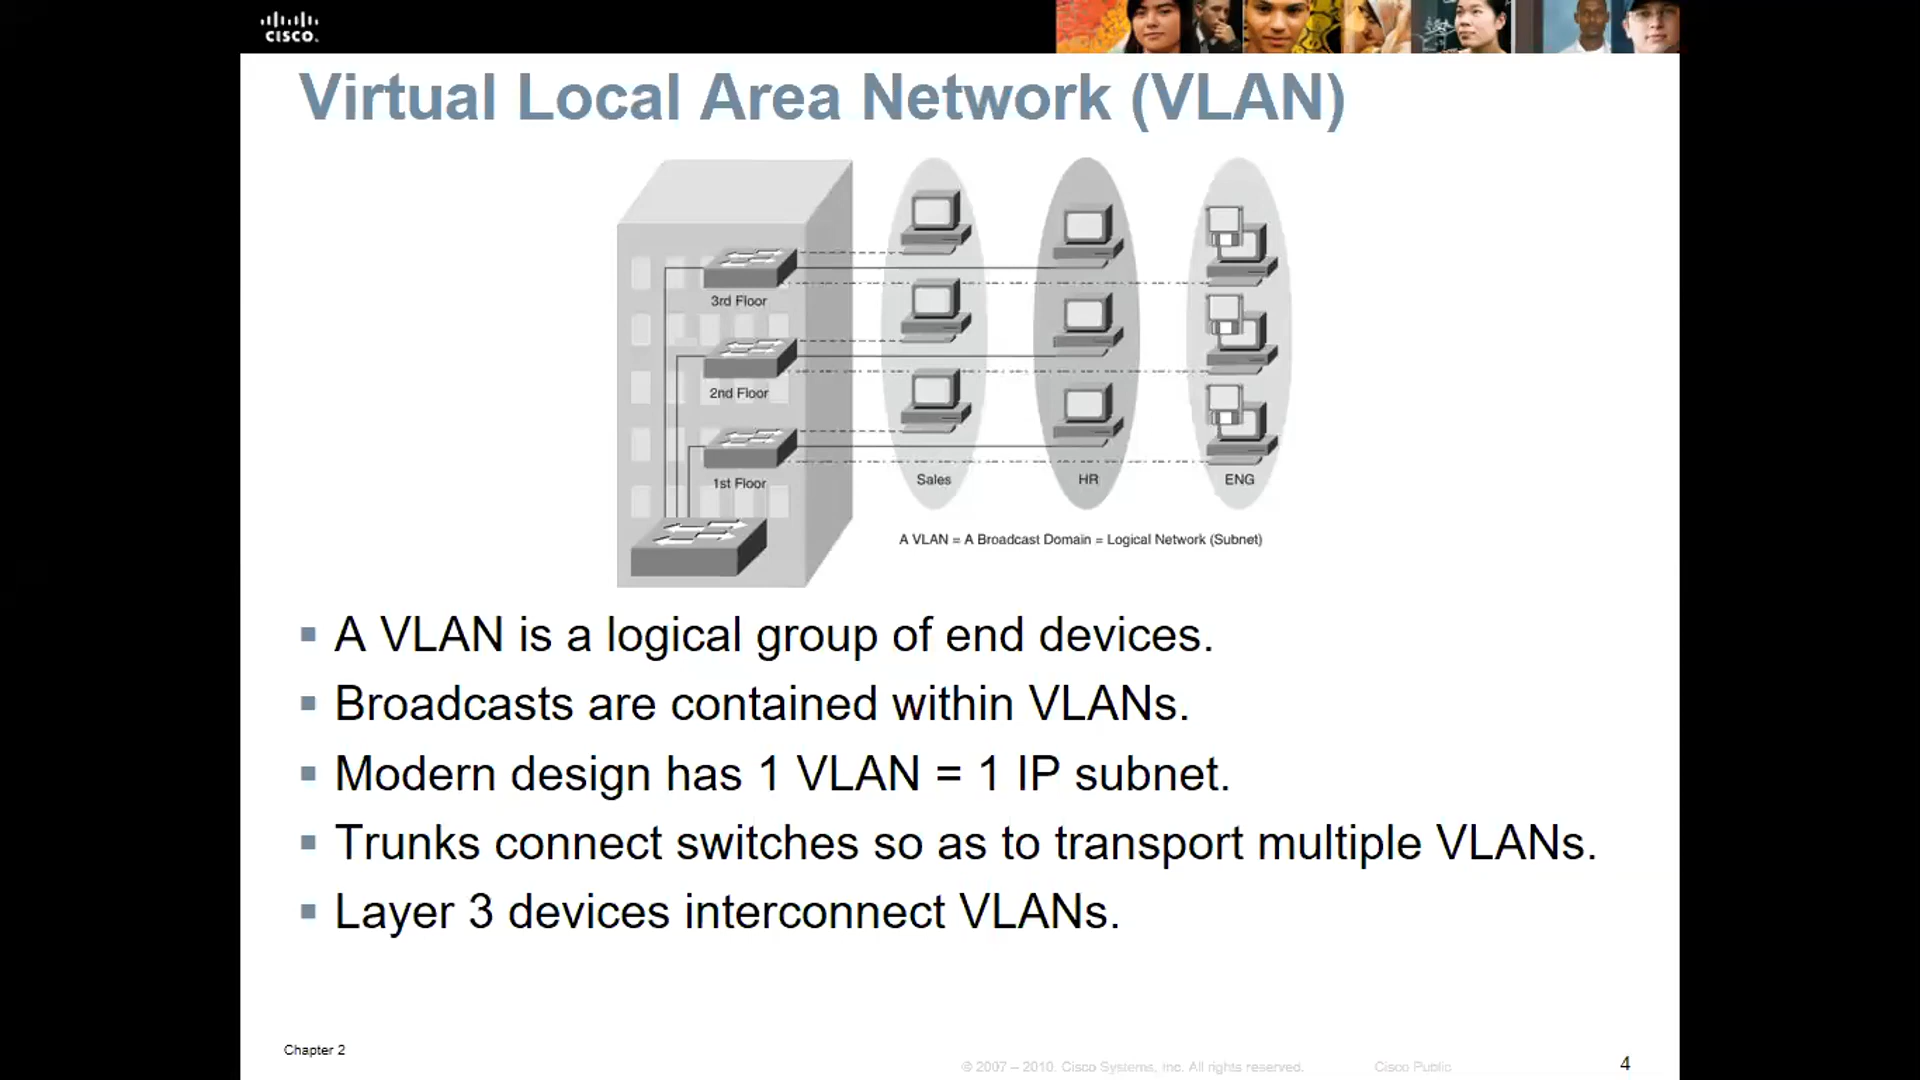 CISCO.
Virtual Local Area Network (VLAN)
3rd Floor
2nd Floor
1st Floor
Sales
HR
ENG
A VLAN = A Broadcast Domain = Logical Network (Subnet)
A VLAN is a logical group of end devices.
Broadcasts are contained within VLANs.
Modern design has 1 VLAN = 1 IP subnet.
Trunks connect switches so as to transport multiple VLANs.
Layer 3 devices interconnect VLANs.
Chapter 2
© 2007 – 2010, Cisco Systems, Inc. All rights reserved.
Cisco Public
4